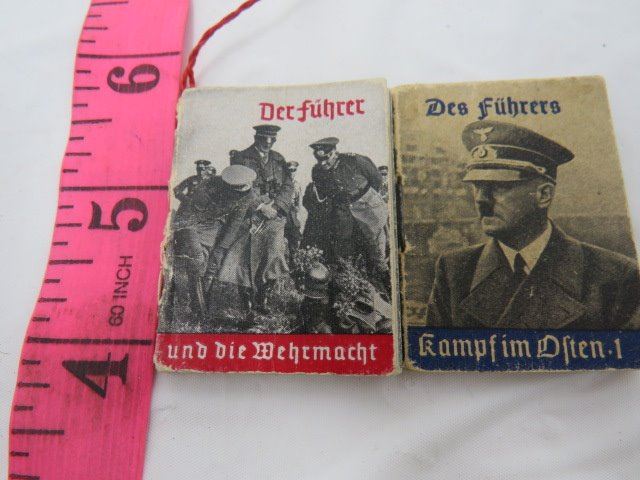 Der Führer
und die Wehrmacht
Des Führers
Kampf im Osten·1
6
5
4
60 INCH